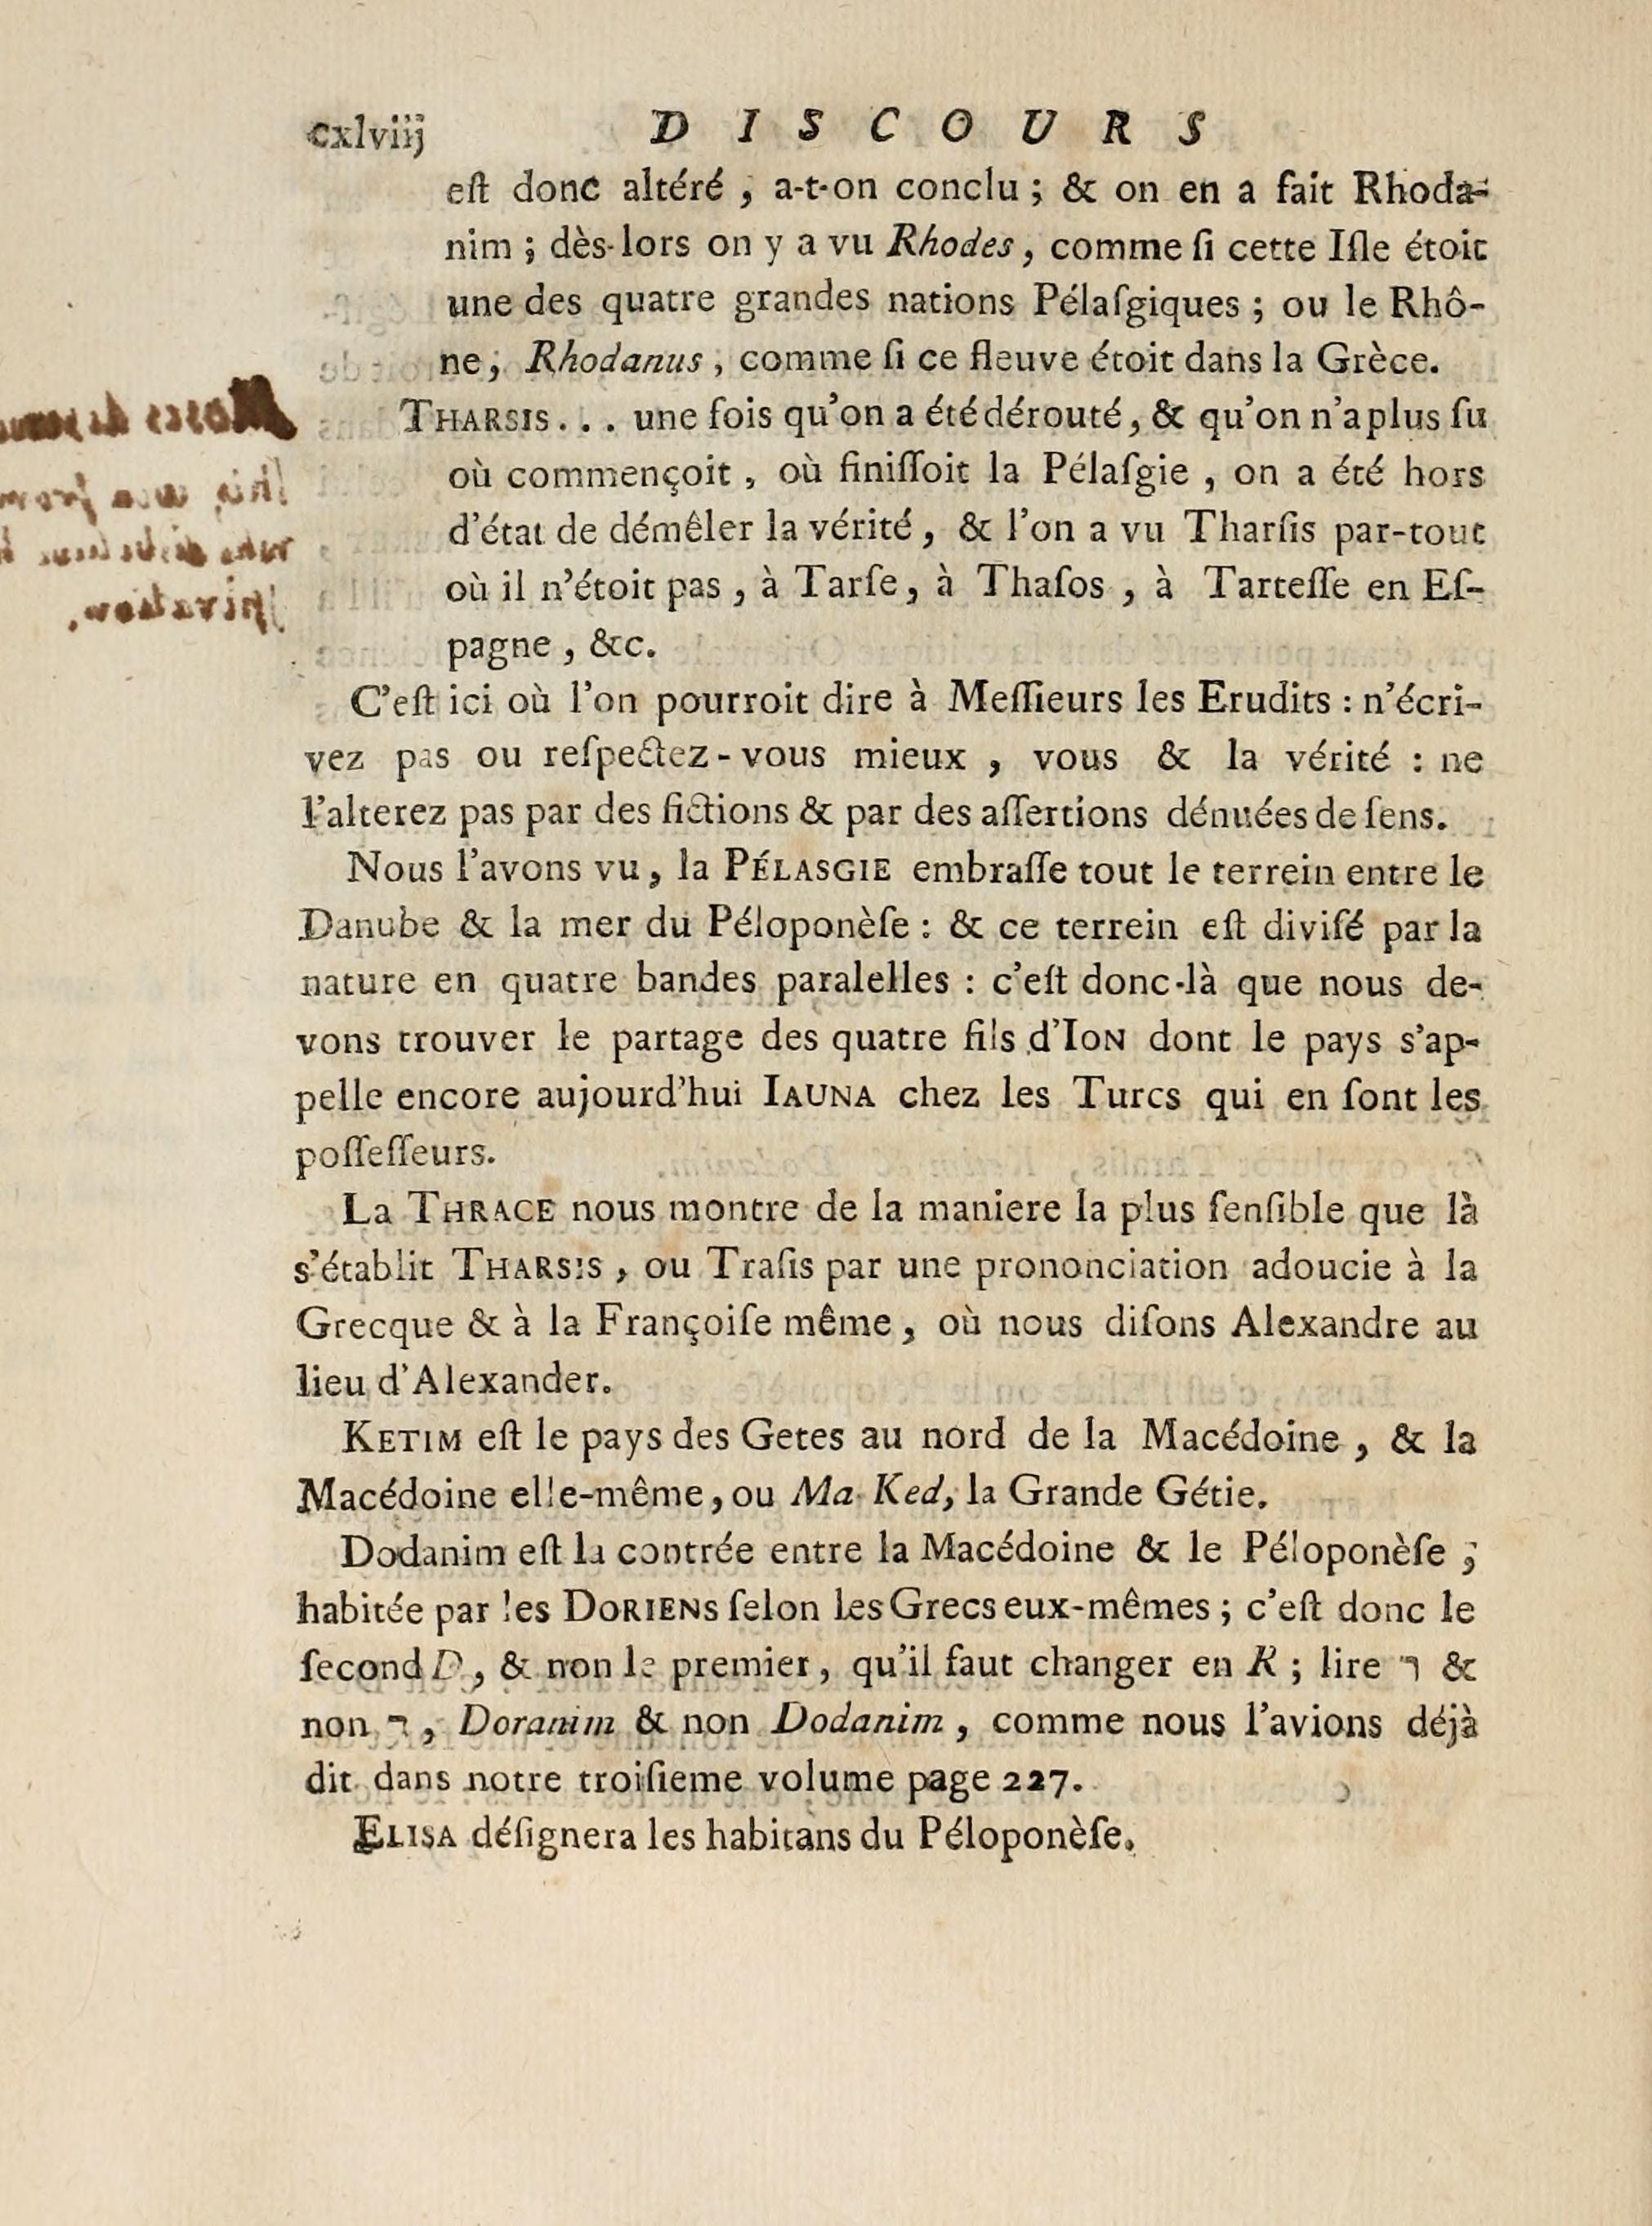 cxlviij DISCOURS
eſt donc altéré, a-t-on conclu ; & on en a fait Rhoda-
nim ; dès-lors on y a vu Rhodes, comme ſi cette Iſle étoit
une des quatre grandes nations Pélaſgiques ; ou le Rhô-
ne, Rhodanus, comme ſi ce fleuve étoit dans la Grèce.
THARSIS... une fois qu'on a été dérouté, & qu'on n'a plus ſu
où commençoit, où finiſſoit la Pélaſgie, on a été hors
d'état de démêler la vérité, & l'on a vu Tharſis par-tout
où il n'étoit pas, à Tarſe, à Thaſos, à Tarteſſe en Eſ-
pagne, &c.
C'eſt ici où l'on pourroit dire à Meſſieurs les Erudits : n'écri-
vez pas ou reſpectez-vous mieux, vous & la vérité : ne
l'alterez pas par des fictions & par des aſſertions dénuées de ſens.
Nous l'avons vu, la PÉLASGIE embraſſe tout le terrein entre le
Danube & la mer du Péloponèſe : & ce terrein eſt diviſé par la
nature en quatre bandes paralelles : c'eſt donc-là que nous de-
vons trouver le partage des quatre fils d'ION dont le pays s'ap-
pelle encore aujourd'hui IAUNA chez les Turcs qui en ſont les
poſſeſſeurs.
La THRACE nous montre de la maniere la plus ſenſible que là
s'établit THARSIS, ou Traſis par une prononciation adoucie à la
Grecque & à la Françoiſe même, où nous diſons Alexandre au
lieu d'Alexander.
KETIM eſt le pays des Getes au nord de la Macédoine, & la
Macédoine elle-même, ou Ma Ked, la Grande Gétie.
Dodanim eſt la contrée entre la Macédoine & le Péloponèſe ;
habitée par les DORIENS ſelon les Grecs eux-mêmes ; c'eſt donc le
ſecond D, & non le premier, qu'il faut changer en R ; lire ר &
non ד, Doranim & non Dodanim, comme nous l'avions déjà
dit dans notre troiſieme volume page 227.
ELISA déſignera les habitans du Péloponèſe.